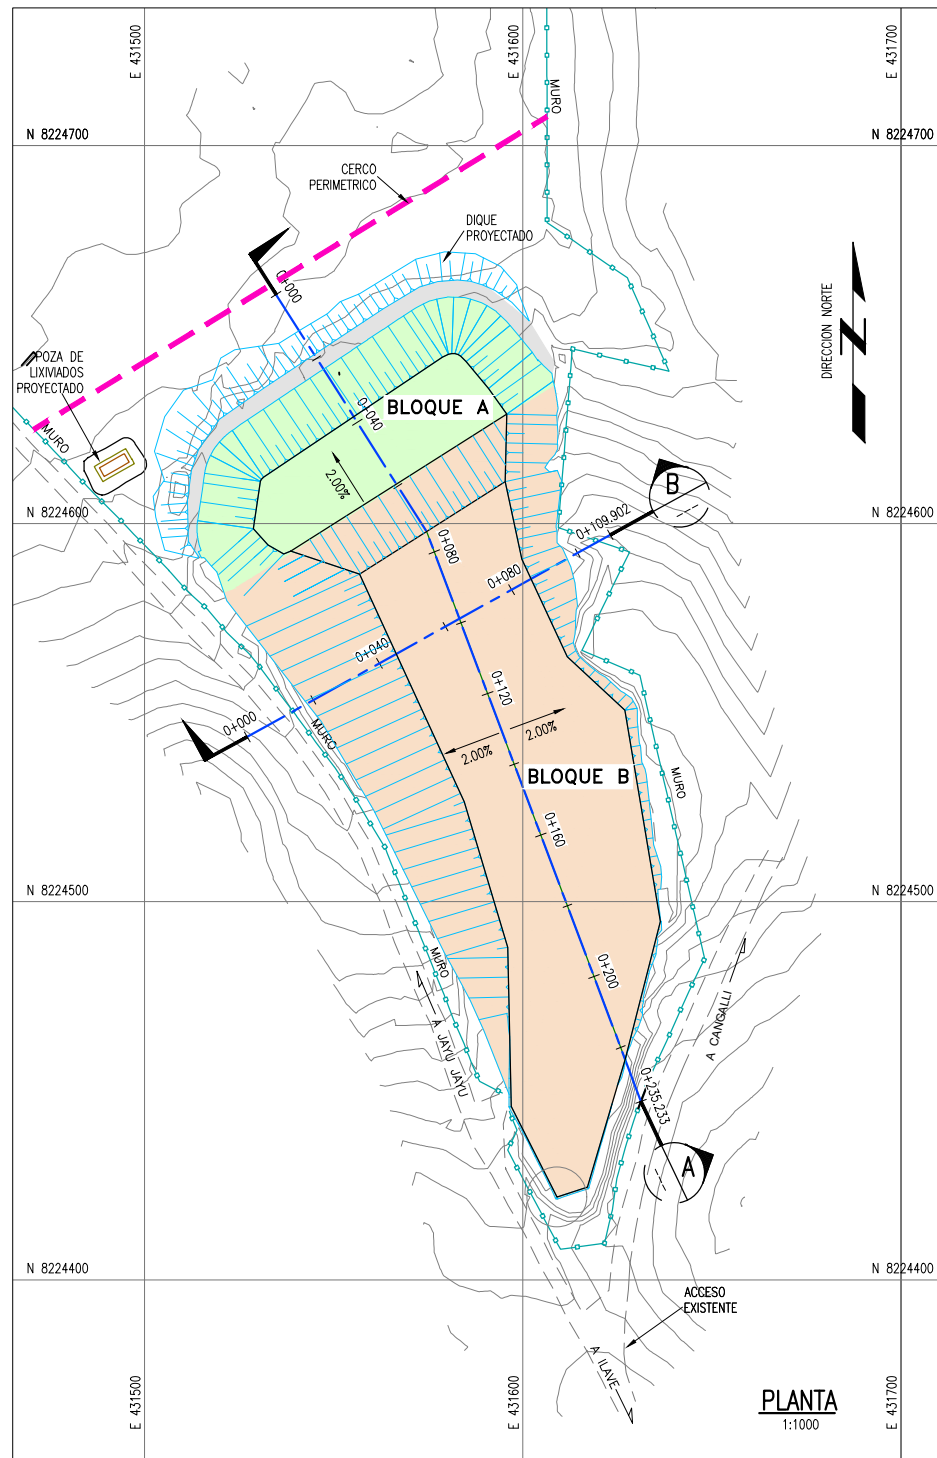 E 431500
E 431600
E 431700
MURO
N 8224700
N 8224700
CERCO
PERIMETRICO
DIQUE
PROYECTADO
0+000
DIRECCION NORTE
N
POZA DE
LIXIVIADOS
PROYECTADO
0+040
BLOQUE A
MURO
2.00%
B
N 8224600
N 8224600
0+109.902
0+080
0+080
0+040
0+120
0+000
MURO
2.00%
2.00%
BLOQUE B
MURO
0+160
N 8224500
N 8224500
MURO
0+200
A JAYU JAYU
A CANGALLI
0+235.233
A
N 8224400
N 8224400
ACCESO
EXISTENTE
A ILAVE
E 431500
E 431600
E 431700
PLANTA
1:1000